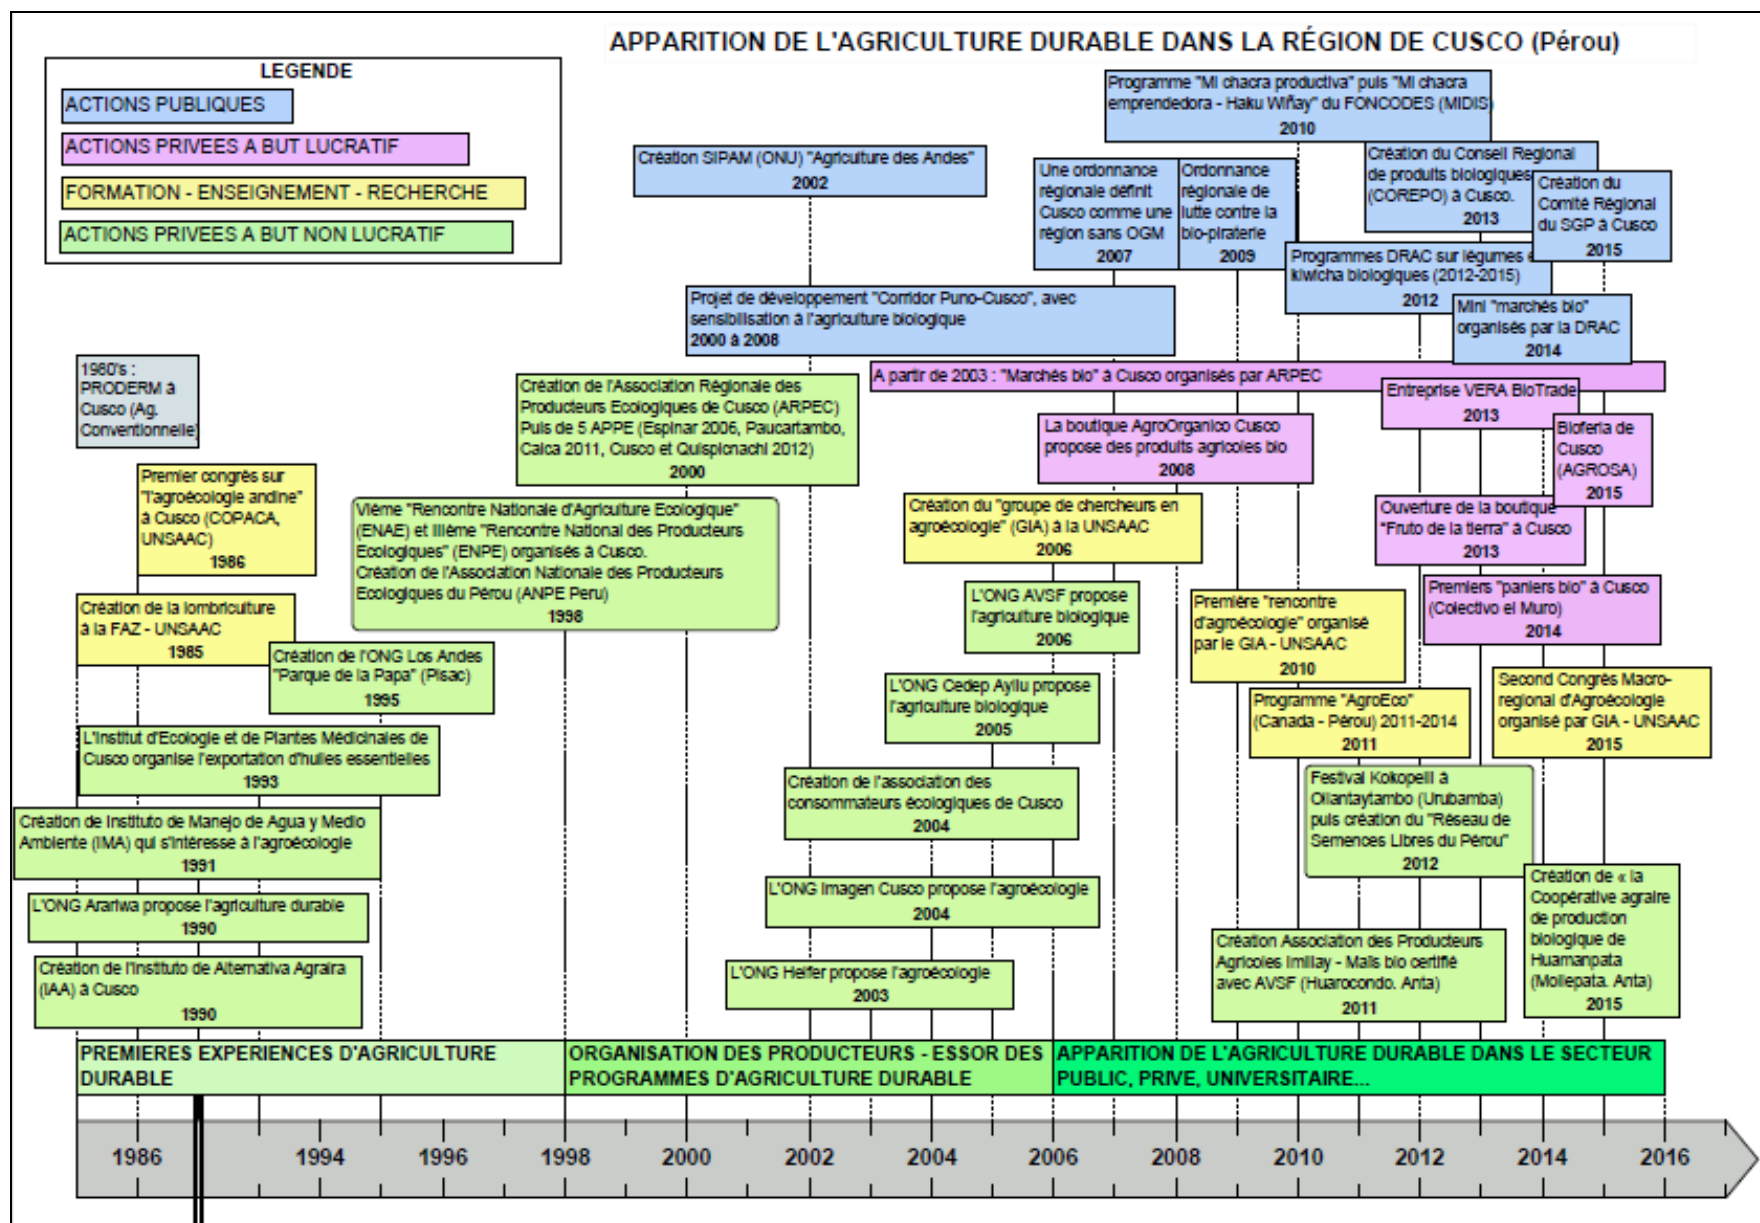 APPARITION DE L'AGRICULTURE DURABLE DANS LA RÉGION DE CUSCO (Pérou)
LEGENDE
ACTIONS PUBLIQUES
ACTIONS PRIVEES A BUT LUCRATIF
FORMATION - ENSEIGNEMENT - RECHERCHE
ACTIONS PRIVEES A BUT NON LUCRATIF
Programme "Mi chacra productiva" puis "Mi chacra
emprendedora - Haku Wiñay" du FONCODES (MIDIS)
2010
Création SIPAM (ONU) "Agriculture des Andes"
2002
Une ordonnance
régionale définit
Cusco comme une
région sans OGM
2007
Ordonnance
régionale de
lutte contre la
bio-piraterie
2009
Création du Conseil Regional
de produits biologiques
(COREPO) à Cusco.
2013
Création du
Comité Régional
du SGP à Cusco
2015
Programmes DRAC sur légumes e
kiwicha biologiques (2012-2015)
2012
Mini "marchés bio"
organisés par la DRAC
2014
Projet de développement "Corridor Puno-Cusco", avec
sensibilisation à l'agriculture biologique
2000 à 2008
1980's :
PRODERM à
Cusco (Ag.
Conventionnelle)
A partir de 2003 : "Marchés bio" à Cusco organisés par ARPEC
Création de l'Association Régionale des
Producteurs Ecologiques de Cusco (ARPEC)
Puis de 5 APPE (Espinar 2006, Paucartambo,
Calca 2011, Cusco et Quispicnachi 2012)
2000
Entreprise VERA BioTrade
2013
La boutique AgroOrganico Cusco
propose des produits agricoles bio
2008
Bioferia de
Cusco
(AGROSA)
2015
Premier congrès sur
"l'agroécologie andine"
à Cusco (COPACA,
UNSAAC)
1986
VIème "Rencontre Nationale d'Agriculture Ecologique"
(ENAE) et IIIème "Rencontre National des Producteurs
Ecologiques" (ENPE) organisés à Cusco.
Création de l'Association Nationale des Producteurs
Ecologiques du Pérou (ANPE Peru)
1998
Création du "groupe de chercheurs en
agroécologie" (GIA) à la UNSAAC
2006
Ouverture de la boutique
"Fruto de la tierra" à Cusco
2013
Création de la lombriculture
à la FAZ - UNSAAC
1985
L'ONG AVSF propose
l'agriculture biologique
2006
Première "rencontre
d'agroécologie" organisé
par le GIA - UNSAAC
2010
Premiers "paniers bio" à Cusco
(Colectivo el Muro)
2014
Création de l'ONG Los Andes
"Parque de la Papa" (Pisac)
1995
L'ONG Cedep Ayllu propose
l'agriculture biologique
2005
Programme "AgroEco"
(Canada - Pérou) 2011-2014
2011
Second Congrès Macro-
regional d'Agroécologie
organisé par GIA - UNSAAC
2015
L'Institut d'Ecologie et de Plantes Médicinales de
Cusco organise l'exportation d'huiles essentielles
1993
Création de l'association des
consommateurs écologiques de Cusco
2004
Festival Kokopelli à
Ollantaytambo (Urubamba)
puis création du "Réseau de
Semences Libres du Pérou"
2012
Création de Instituto de Manejo de Agua y Medio
Ambiente (IMA) qui s'intéresse à l'agroécologie
1991
L'ONG Imagen Cusco propose l'agroécologie
2004
Création de « la
Coopérative agraire
de production
biologique de
Huamanpata
(Mollepata. Anta)
2015
L'ONG Arariwa propose l'agriculture durable
1990
Création Association des Producteurs
Agricoles Imillay - Maïs bio certifié
avec AVSF (Huarocondo. Anta)
2011
Création de l'Instituto de Alternativa Agraira
(IAA) à Cusco
1990
L'ONG Heifer propose l'agroécologie
2003
PREMIERES EXPERIENCES D'AGRICULTURE
DURABLE
ORGANISATION DES PRODUCTEURS - ESSOR DES
PROGRAMMES D'AGRICULTURE DURABLE
APPARITION DE L'AGRICULTURE DURABLE DANS LE SECTEUR
PUBLIC, PRIVE, UNIVERSITAIRE...
1986 1994 1996 1998 2000 2002 2004 2006 2008 2010 2012 2014 2016